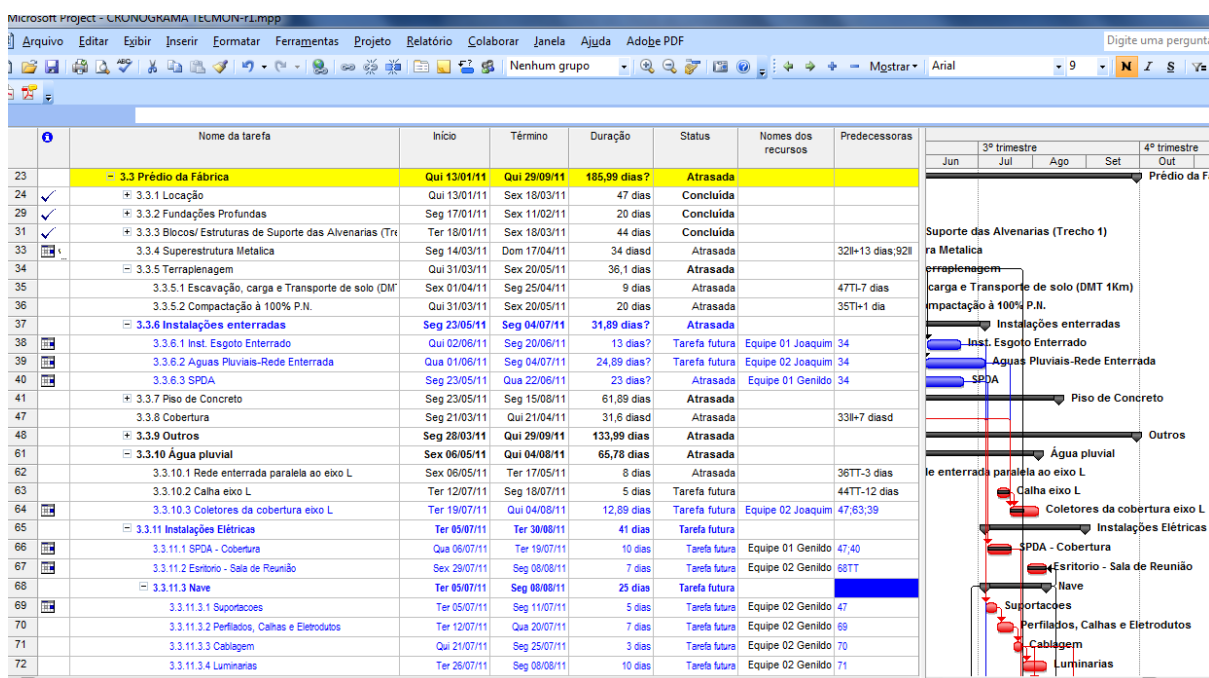 Microsoft Project - CRONOGRAMA TECMON-r1.mpp
Arquivo Editar Exibir Inserir Formatar Ferramentas Projeto Relatório Colaborar Janela Ajuda Adobe PDF Digite uma pergunta
Nenhum grupo Mostrar Arial 9 N I S
Nome da tarefa Início Término Duração Status Nomes dos recursos Predecessoras
3º trimestre 4º trimestre
Jun Jul Ago Set Out
23 3.3 Prédio da Fábrica Qui 13/01/11 Qui 29/09/11 185,99 dias? Atrasada Prédio da F
24 3.3.1 Locação Qui 13/01/11 Sex 18/03/11 47 dias Concluída
29 3.3.2 Fundações Profundas Seg 17/01/11 Sex 11/02/11 20 dias Concluída
31 3.3.3 Blocos/ Estruturas de Suporte das Alvenarias (Tre Ter 18/01/11 Sex 18/03/11 44 dias Concluída Suporte das Alvenarias (Trecho 1)
33 3.3.4 Superestrutura Metalica Seg 14/03/11 Dom 17/04/11 34 diasd Atrasada 32II+13 dias;92II ra Metalica
34 3.3.5 Terraplenagem Qui 31/03/11 Sex 20/05/11 36,1 dias Atrasada erraplenagem
35 3.3.5.1 Escavação, carga e Transporte de solo (DM Sex 01/04/11 Seg 25/04/11 9 dias Atrasada 47TI-7 dias carga e Transporte de solo (DMT 1Km)
36 3.3.5.2 Compactação à 100% P.N. Qui 31/03/11 Sex 20/05/11 20 dias Atrasada 35TI+1 dia mpactação à 100% P.N.
37 3.3.6 Instalações enterradas Seg 23/05/11 Seg 04/07/11 31,89 dias? Atrasada Instalações enterradas
38 3.3.6.1 Inst. Esgoto Enterrado Qui 02/06/11 Seg 20/06/11 13 dias? Tarefa futura Equipe 01 Joaquim 34 Inst. Esgoto Enterrado
39 3.3.6.2 Aguas Pluviais-Rede Enterrada Qua 01/06/11 Seg 04/07/11 24,89 dias? Tarefa futura Equipe 02 Joaquim 34 Aguas Pluviais-Rede Enterrada
40 3.3.6.3 SPDA Seg 23/05/11 Qua 22/06/11 23 dias? Atrasada Equipe 01 Genildo 34 SPDA
41 3.3.7 Piso de Concreto Seg 23/05/11 Seg 15/08/11 61,89 dias Atrasada Piso de Concreto
47 3.3.8 Cobertura Seg 21/03/11 Qui 21/04/11 31,6 diasd Atrasada 33II+7 diasd
48 3.3.9 Outros Seg 28/03/11 Qui 29/09/11 133,99 dias Atrasada Outros
61 3.3.10 Água pluvial Sex 06/05/11 Qui 04/08/11 65,78 dias Atrasada Água pluvial
62 3.3.10.1 Rede enterrada paralela ao eixo L Sex 06/05/11 Ter 17/05/11 8 dias Atrasada 36TT-3 dias de enterrada paralela ao eixo L
63 3.3.10.2 Calha eixo L Ter 12/07/11 Seg 18/07/11 5 dias Tarefa futura 44TT-12 dias Calha eixo L
64 3.3.10.3 Coletores da cobertura eixo L Ter 19/07/11 Qui 04/08/11 12,89 dias Tarefa futura Equipe 02 Joaquim 47;63;39 Coletores da cobertura eixo L
65 3.3.11 Instalações Elétricas Ter 05/07/11 Ter 30/08/11 41 dias Tarefa futura Instalações Elétricas
66 3.3.11.1 SPDA - Cobertura Qua 06/07/11 Ter 19/07/11 10 dias Tarefa futura Equipe 01 Genildo 47;40 SPDA - Cobertura
67 3.3.11.2 Esritorio - Sala de Reunião Sex 29/07/11 Seg 08/08/11 7 dias Tarefa futura Equipe 02 Genildo 68TT Esritorio - Sala de Reunião
68 3.3.11.3 Nave Ter 05/07/11 Seg 08/08/11 25 dias Tarefa futura Nave
69 3.3.11.3.1 Suportacoes Ter 05/07/11 Seg 11/07/11 5 dias Tarefa futura Equipe 02 Genildo 47 Suportacoes
70 3.3.11.3.2 Perfilados, Calhas e Eletrodutos Ter 12/07/11 Qua 20/07/11 7 dias Tarefa futura Equipe 02 Genildo 69 Perfilados, Calhas e Eletrodutos
71 3.3.11.3.3 Cablagem Qui 21/07/11 Seg 25/07/11 3 dias Tarefa futura Equipe 02 Genildo 70 Cablagem
72 3.3.11.3.4 Luminarias Ter 26/07/11 Seg 08/08/11 10 dias Tarefa futura Equipe 02 Genildo 71 Luminarias